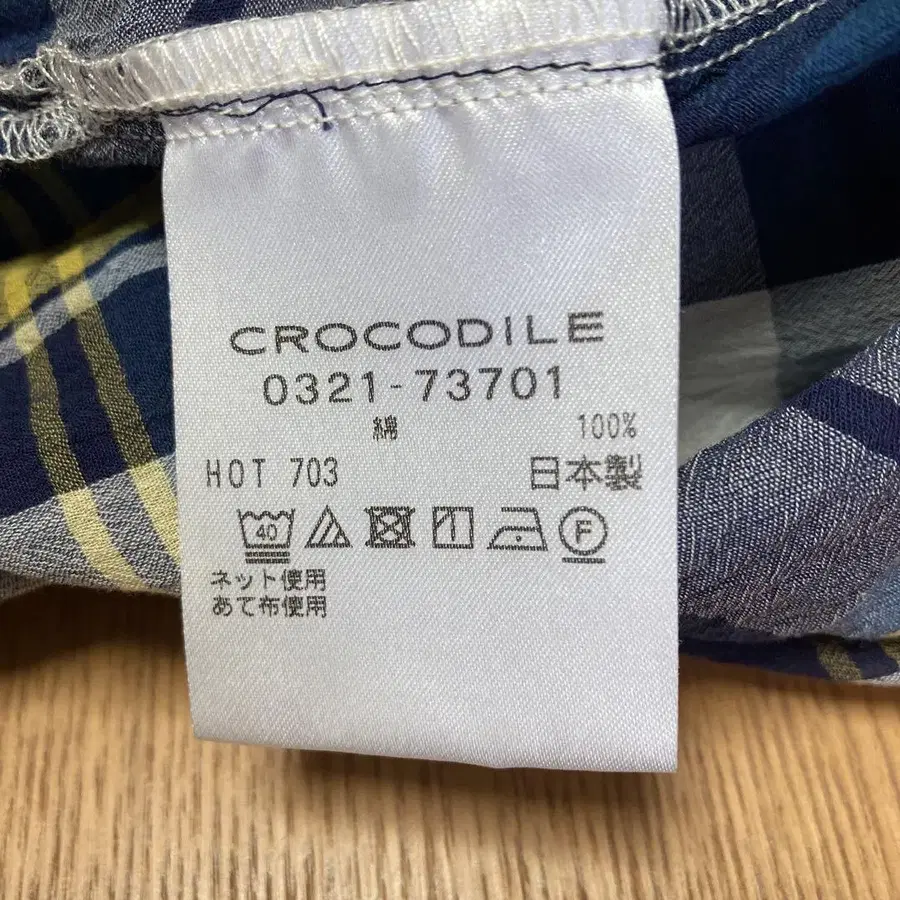 CROCODILE
0321-73701
綿 100%
HOT 703 日本製
40 F
ネット使用
あて布使用